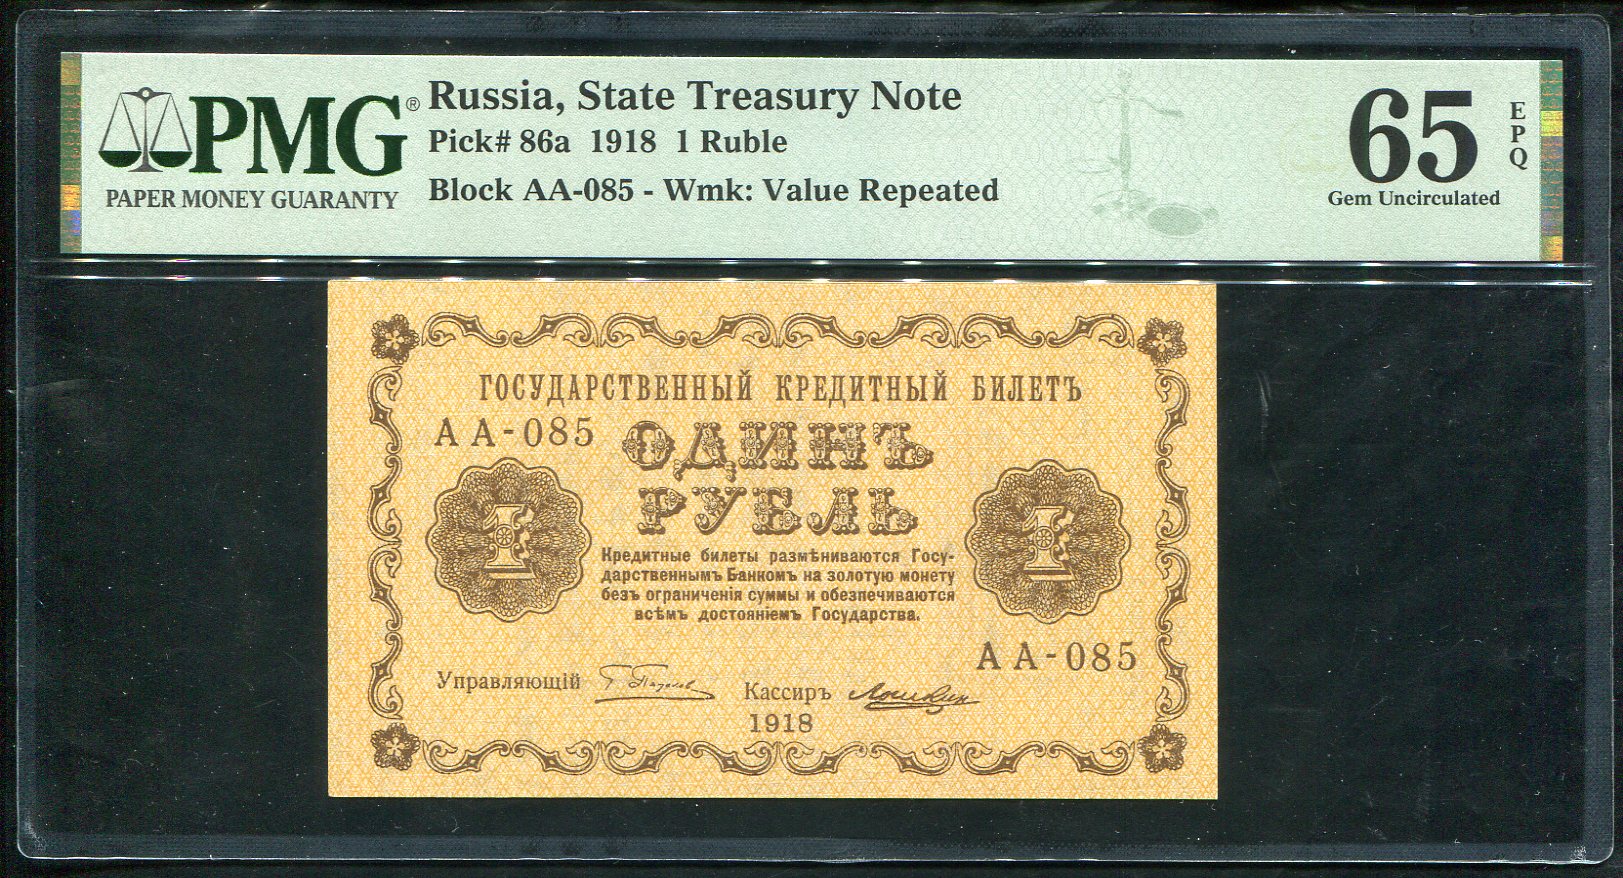 PMG®
PAPER MONEY GUARANTY
Russia, State Treasury Note
Pick# 86a 1918 1 Ruble
Block AA-085 - Wmk: Value Repeated
65
EPQ
Gem Uncirculated
ГОСУДАРСТВЕННЫЙ КРЕДИТНЫЙ БИЛЕТЪ
АА-085
ОДИНЪ
РУБЛЬ
1
1
Кредитные билеты размѣниваются Госу-
дарственнымъ Банкомъ на золотую монету
безъ ограниченія суммы и обезпечиваются
всѣмъ достояніемъ Государства.
АА-085
Управляющій
Кассиръ
1918